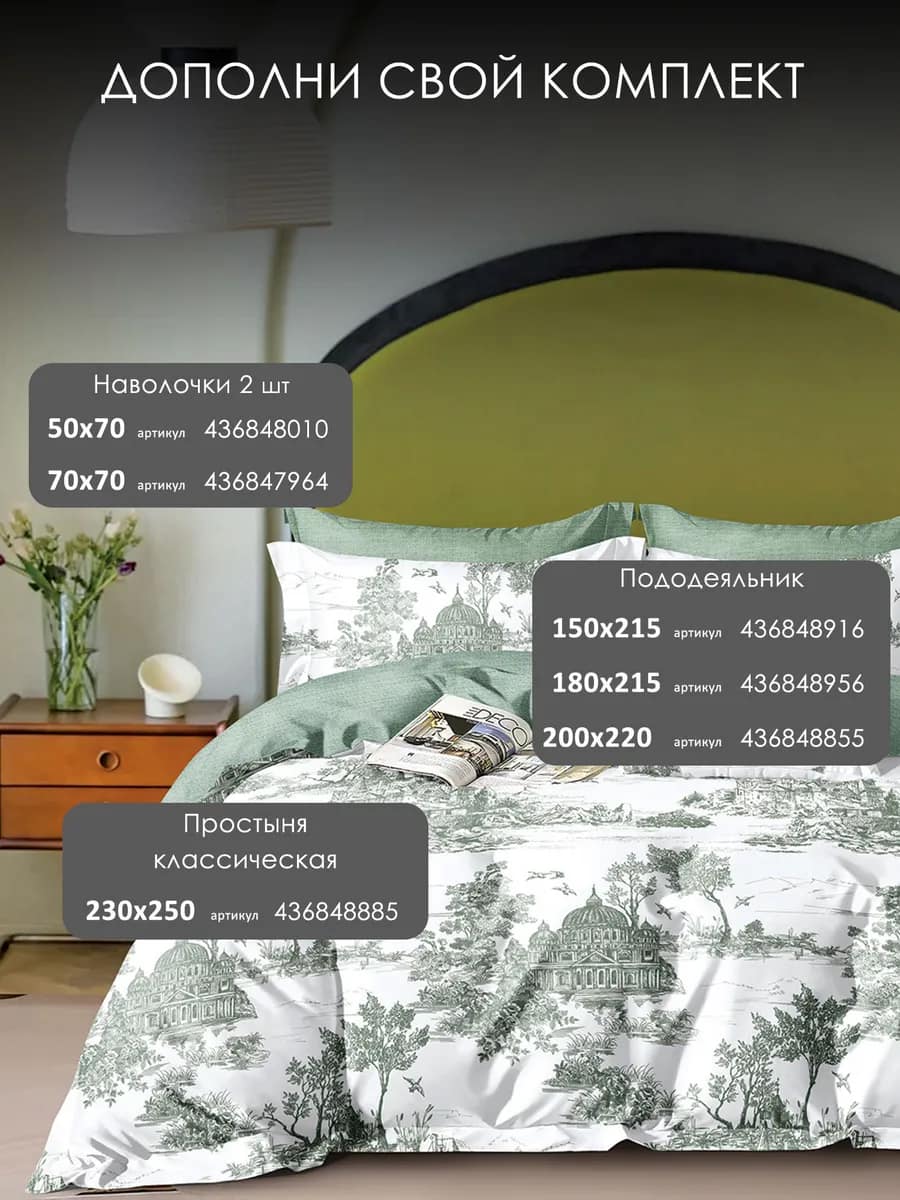 ДОПОЛНИ СВОЙ КОМПЛЕКТ
Наволочки 2 шт
50x70 артикул 436848010
70x70 артикул 436847964
Пододеяльник
150x215 артикул 436848916
180x215 артикул 436848956
200x220 артикул 436848855
DECO
Простыня
классическая
230x250 артикул 436848885